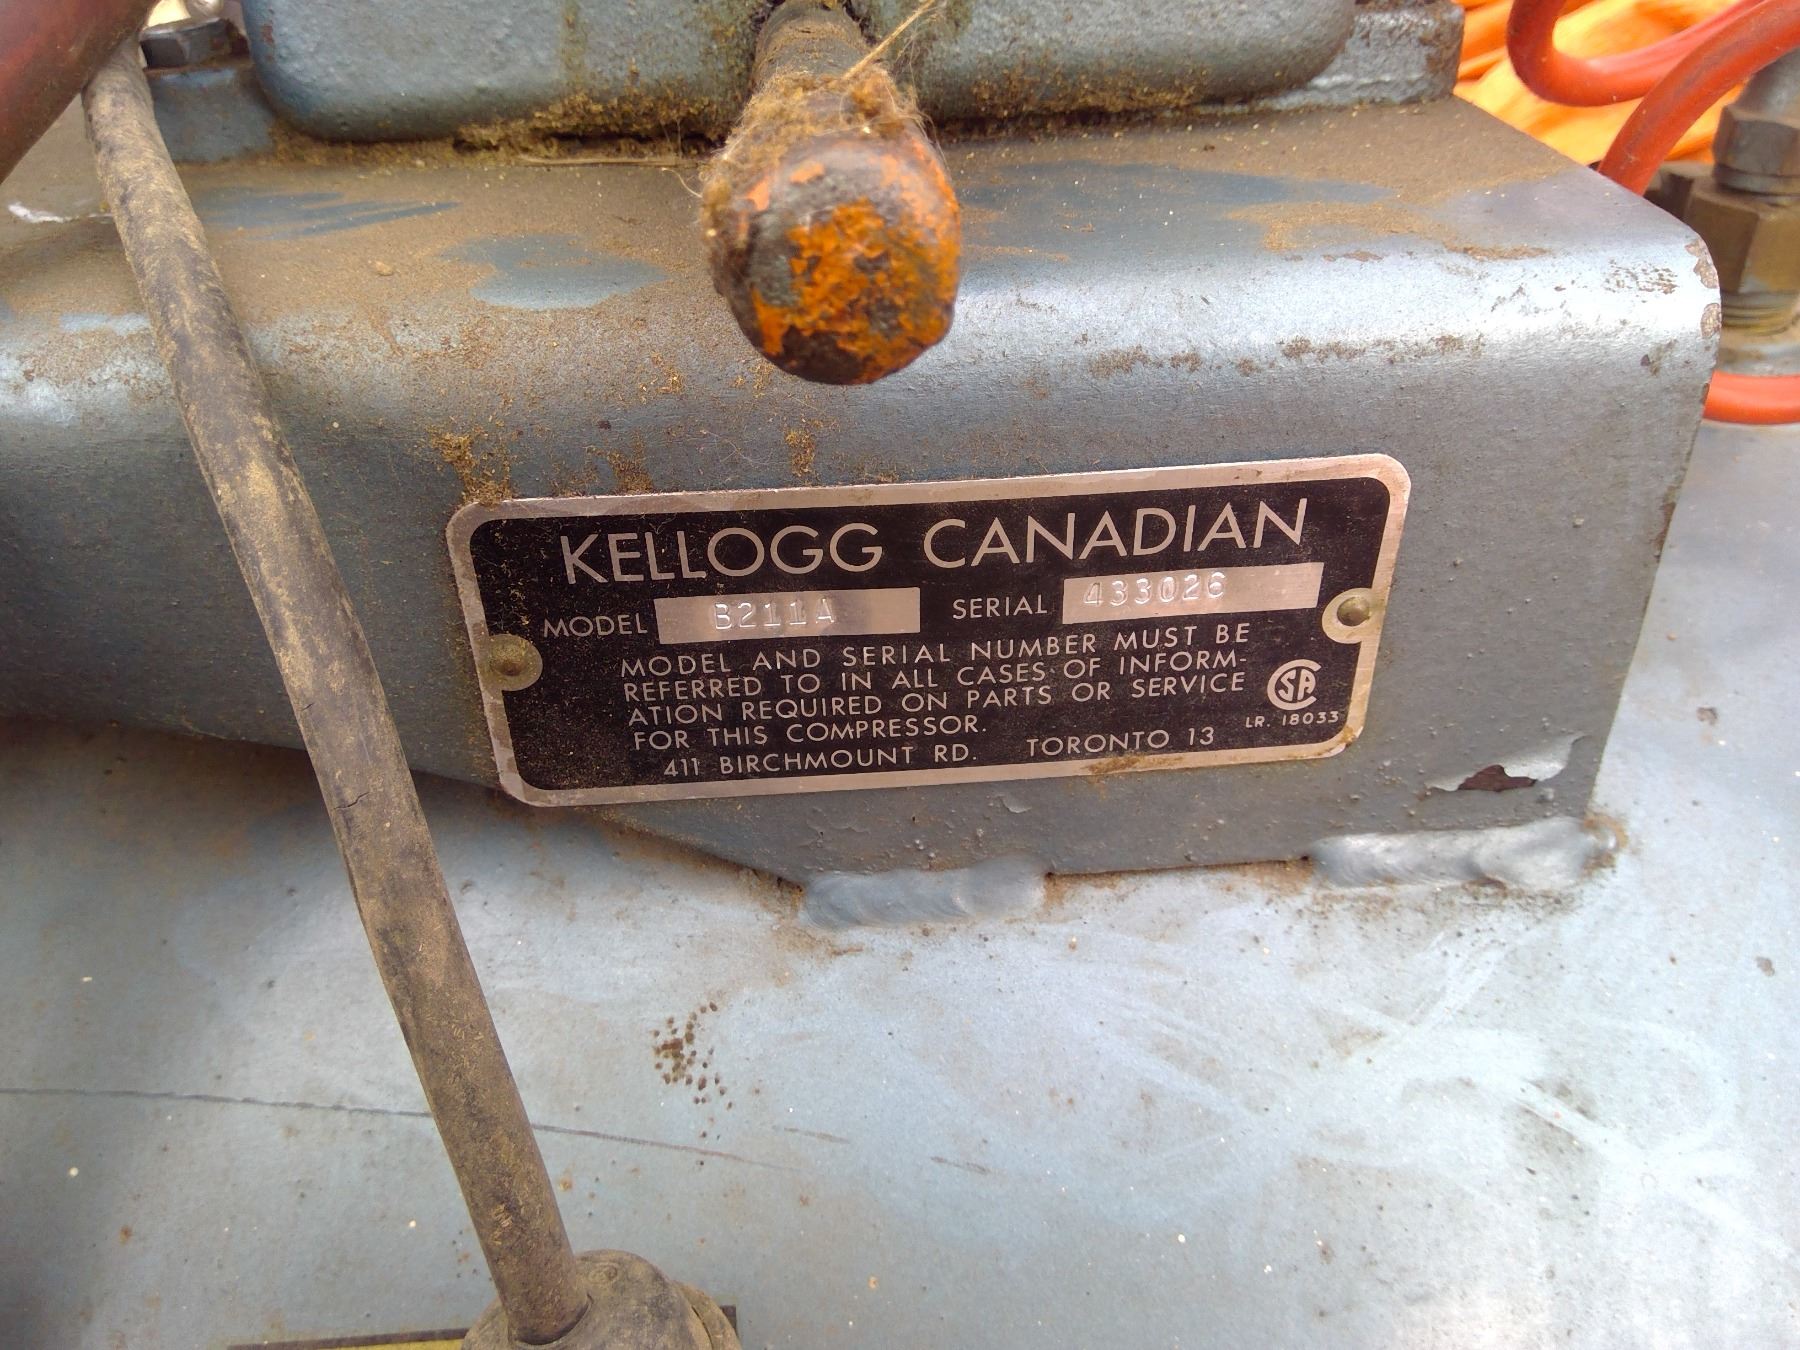 KELLOGG CANADIAN
MODEL B211A SERIAL 433026
MODEL AND SERIAL NUMBER MUST BE
REFERRED TO IN ALL CASES OF INFORM-
ATION REQUIRED ON PARTS OR SERVICE
FOR THIS COMPRESSOR.
CSA
LR. 18033
411 BIRCHMOUNT RD. TORONTO 13